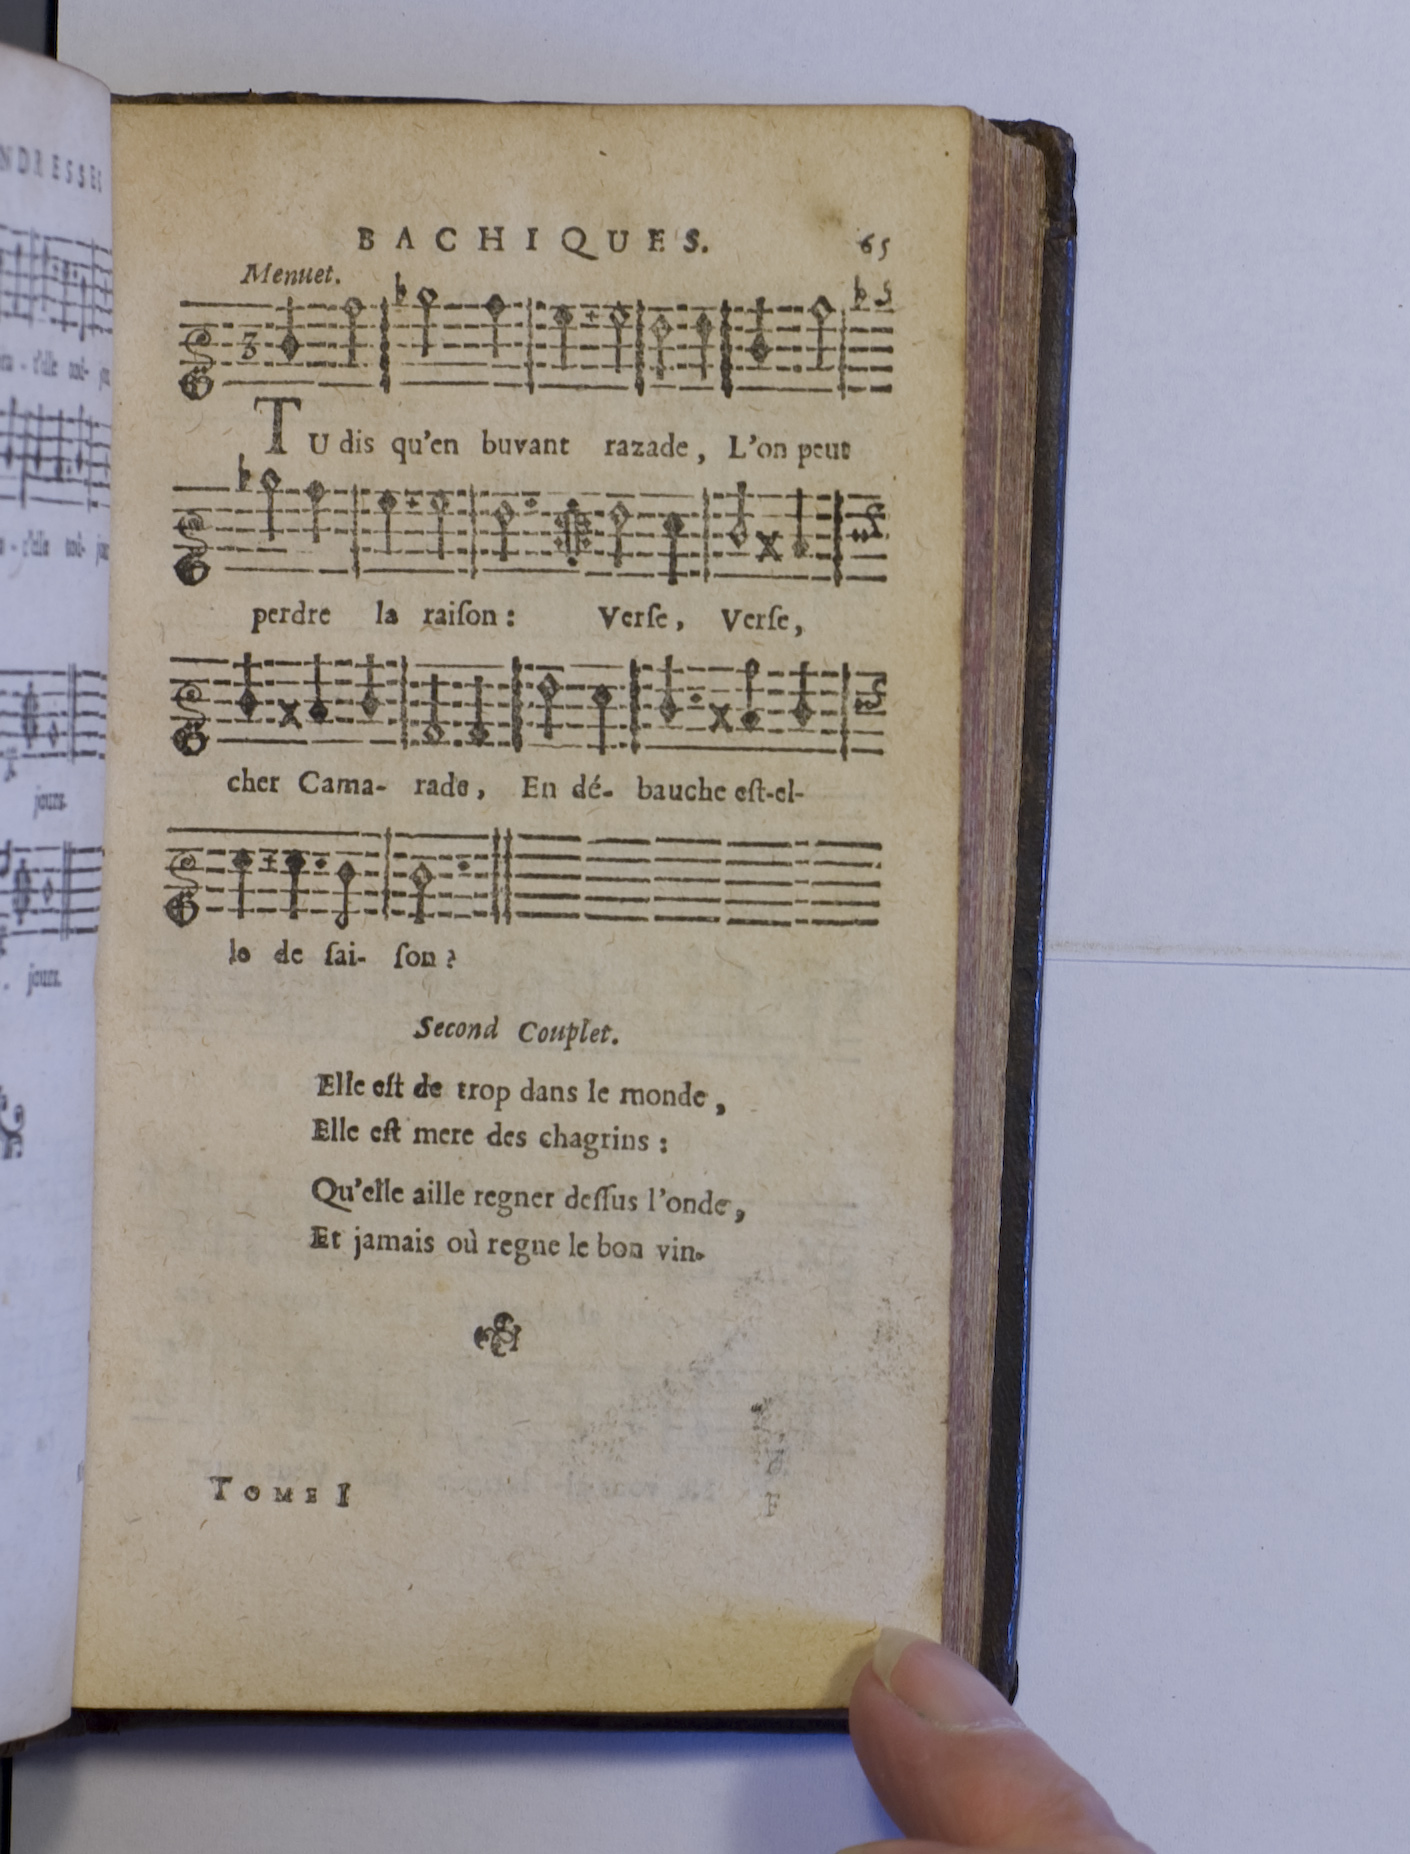 BACHIQUES. 65
Menuet.
TU dis qu'en buvant razade, L'on peut
perdre la raiſon : Verſe, Verſe,
cher Cama- rade, En dé- bauche eſt-el-
le de ſai- ſon ?
Second Couplet.
Elle eſt de trop dans le monde,
Elle eſt mere des chagrins :
Qu'elle aille regner deſſus l'onde,
Et jamais où regne le bon vin.
TOME I F